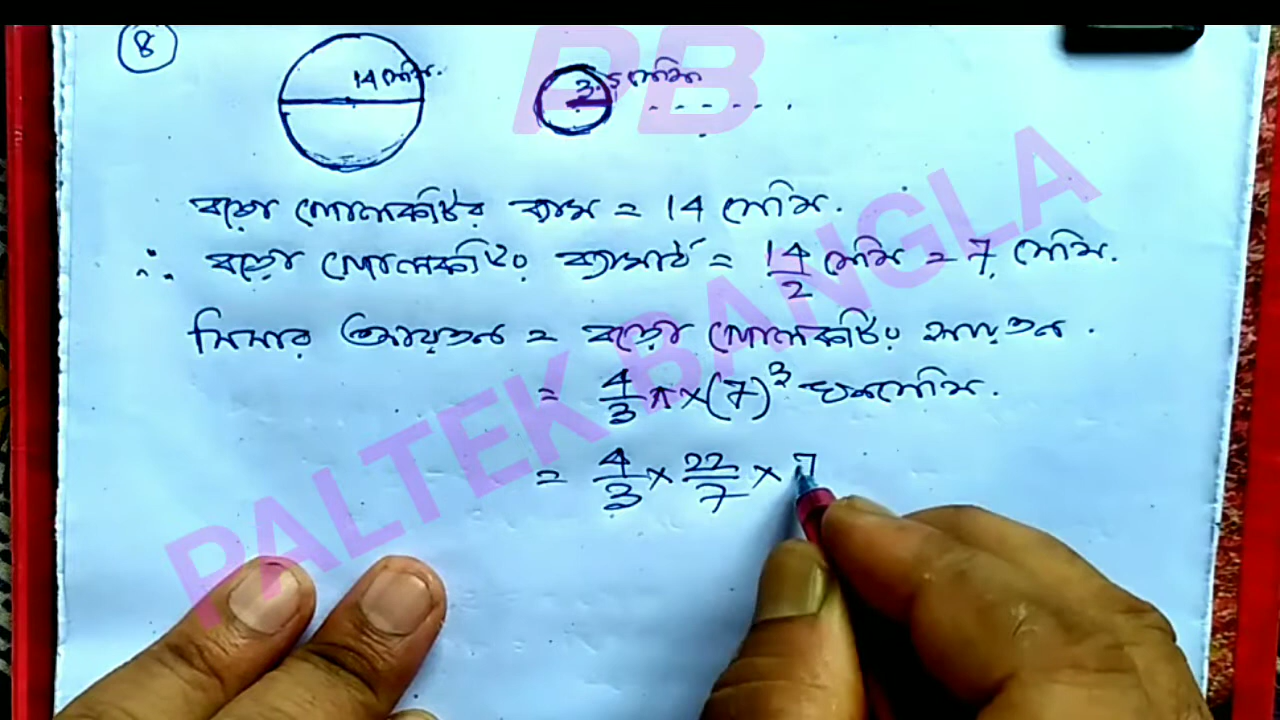 8
14 সেমি.
3.5 সেমি
বড়ো গোলকটির ব্যাস = 14 সেমি.
∴ বড়ো গোলকটির ব্যাসার্ধ = 14/2 সেমি = 7 সেমি.
সিসার আয়তন = বড়ো গোলকটির আয়তন.
= 4/3 π × (7)³ ঘনসেমি.
= 4/3 × 22/7 × 7
PB
PALTEK BANGLA